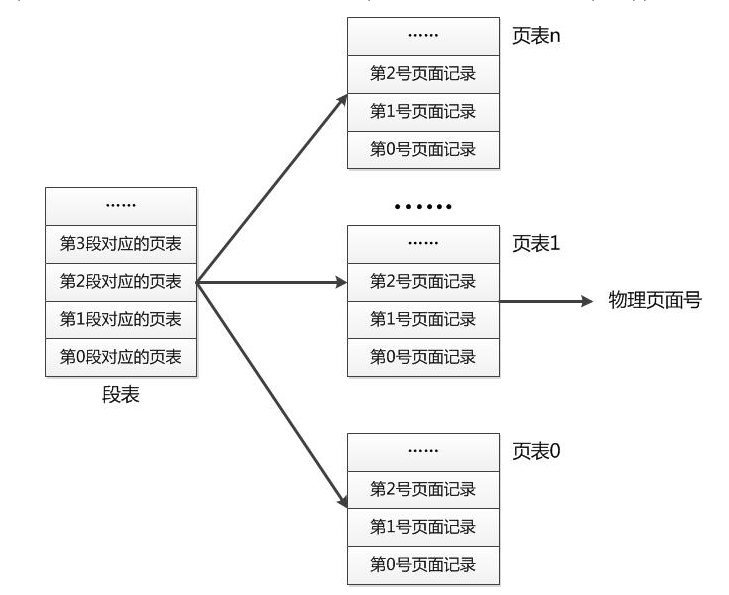 ……
第3段对应的页表
第2段对应的页表
第1段对应的页表
第0段对应的页表
段表
……
第2号页面记录
第1号页面记录
第0号页面记录
页表n
……
……
第2号页面记录
第1号页面记录
第0号页面记录
页表1
物理页面号
……
第2号页面记录
第1号页面记录
第0号页面记录
页表0